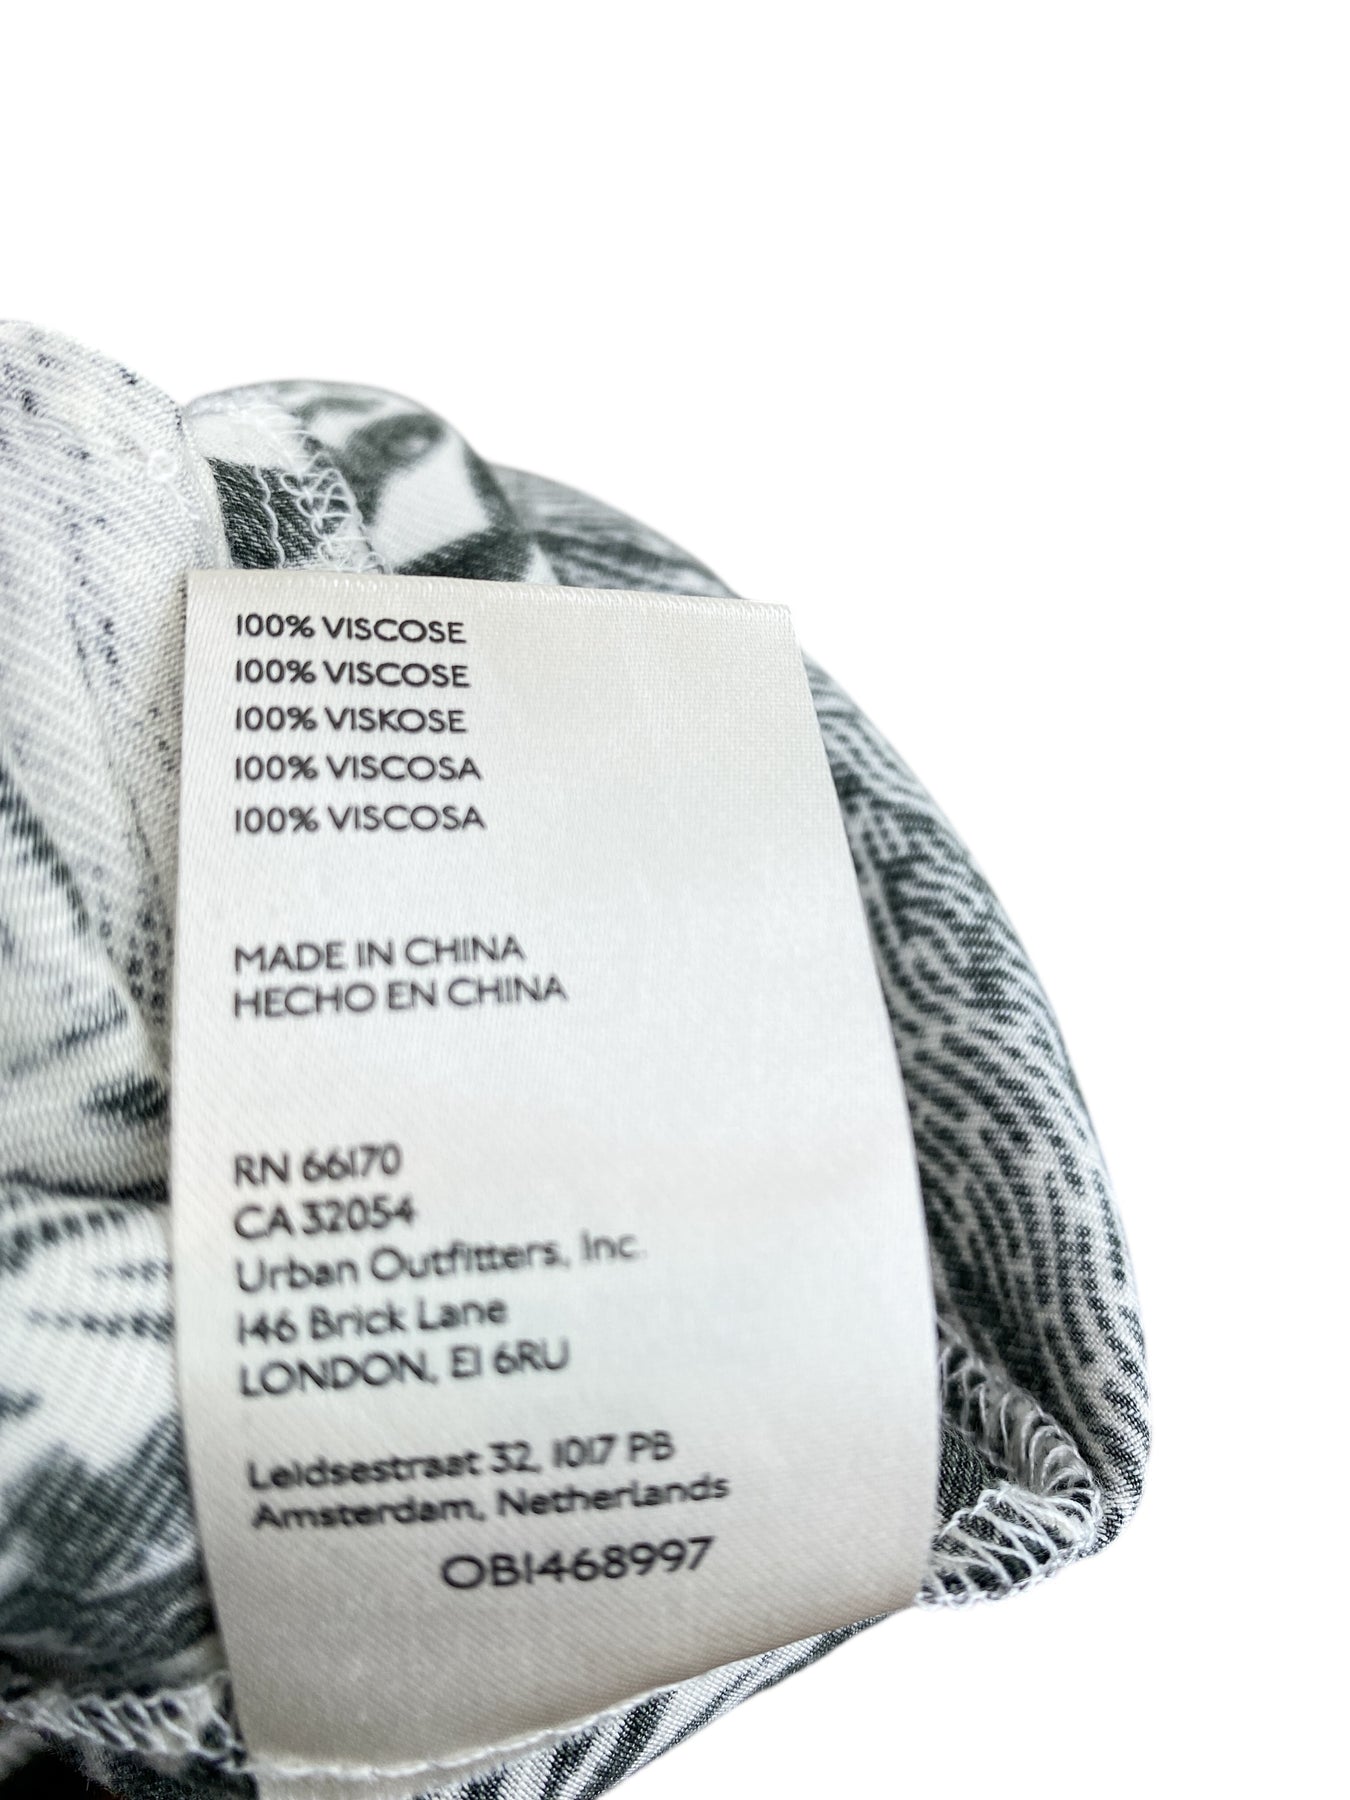 100% VISCOSE
100% VISCOSE
100% VISKOSE
100% VISCOSA
100% VISCOSA
MADE IN CHINA
HECHO EN CHINA
RN 66170
CA 32054
Urban Outfitters, Inc.
146 Brick Lane
LONDON, E1 6RU
Leidsestraat 32, 1017 PB
Amsterdam, Netherlands
OB1468997